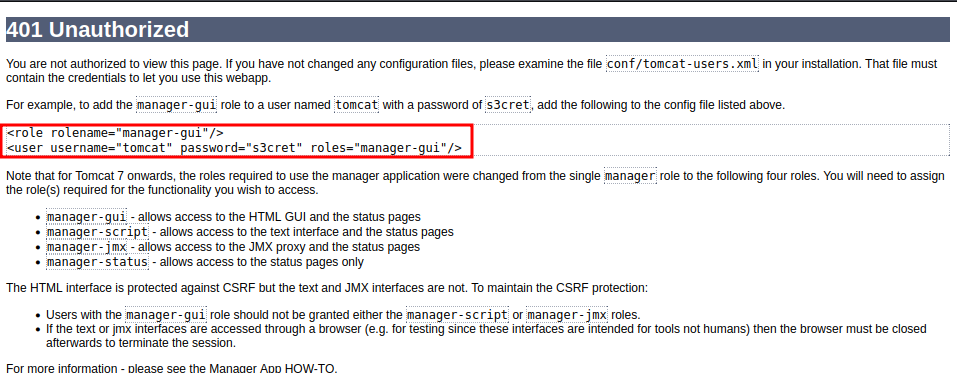 401 Unauthorized
You are not authorized to view this page. If you have not changed any configuration files, please examine the file conf/tomcat-users.xml in your installation. That file must
contain the credentials to let you use this webapp.
For example, to add the manager-gui role to a user named tomcat with a password of s3cret, add the following to the config file listed above.
<role rolename="manager-gui"/>
<user username="tomcat" password="s3cret" roles="manager-gui"/>
Note that for Tomcat 7 onwards, the roles required to use the manager application were changed from the single manager role to the following four roles. You will need to assign
the role(s) required for the functionality you wish to access.
• manager-gui - allows access to the HTML GUI and the status pages
• manager-script - allows access to the text interface and the status pages
• manager-jmx - allows access to the JMX proxy and the status pages
• manager-status - allows access to the status pages only
The HTML interface is protected against CSRF but the text and JMX interfaces are not. To maintain the CSRF protection:
• Users with the manager-gui role should not be granted either the manager-script or manager-jmx roles.
• If the text or jmx interfaces are accessed through a browser (e.g. for testing since these interfaces are intended for tools not humans) then the browser must be closed
afterwards to terminate the session.
For more information - please see the Manager App HOW-TO.